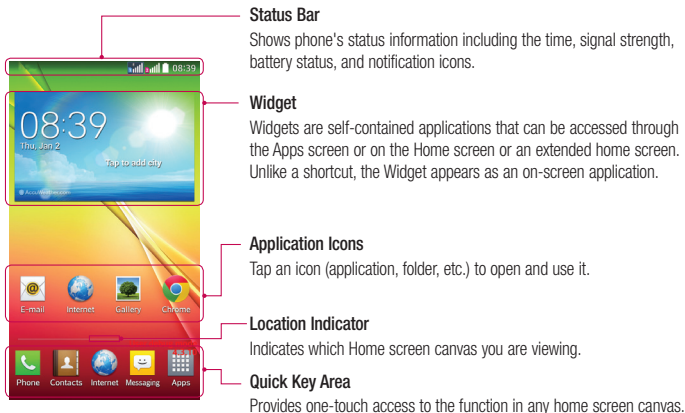 Status Bar
Shows phone's status information including the time, signal strength,
battery status, and notification icons.
08:39
Widget
Widgets are self-contained applications that can be accessed through
the Apps screen or on the Home screen or an extended home screen.
Unlike a shortcut, the Widget appears as an on-screen application.
08:39
Thu, Jan 2
Tap to add city
AccuWeather.com
Application Icons
Tap an icon (application, folder, etc.) to open and use it.
E-mail Internet Gallery Chrome
Location Indicator
Indicates which Home screen canvas you are viewing.
Quick Key Area
Provides one-touch access to the function in any home screen canvas.
Phone Contacts Internet Messaging Apps